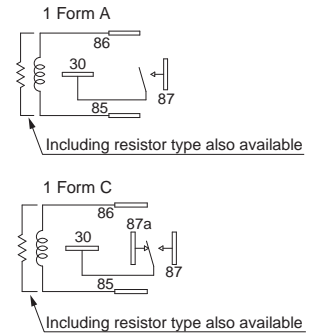 1 Form A
86
30
85
87
Including resistor type also available
1 Form C
86
87a
30
85
87
Including resistor type also available